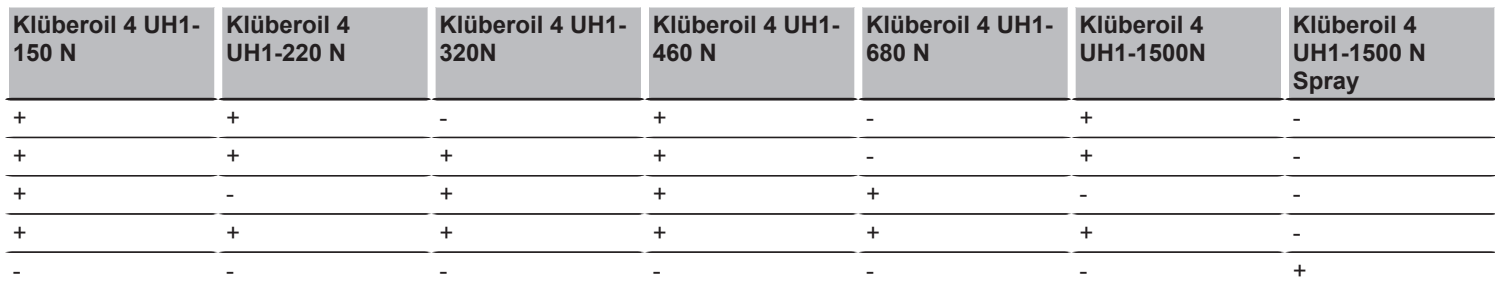 Klüberoil 4 UH1-150 N Klüberoil 4 UH1-220 N Klüberoil 4 UH1-320N Klüberoil 4 UH1-460 N Klüberoil 4 UH1-680 N Klüberoil 4 UH1-1500N Klüberoil 4 UH1-1500 N Spray
+ + - + - + -
+ + + + - + -
+ - + + + - -
+ + + + + + -
- - - - - - +